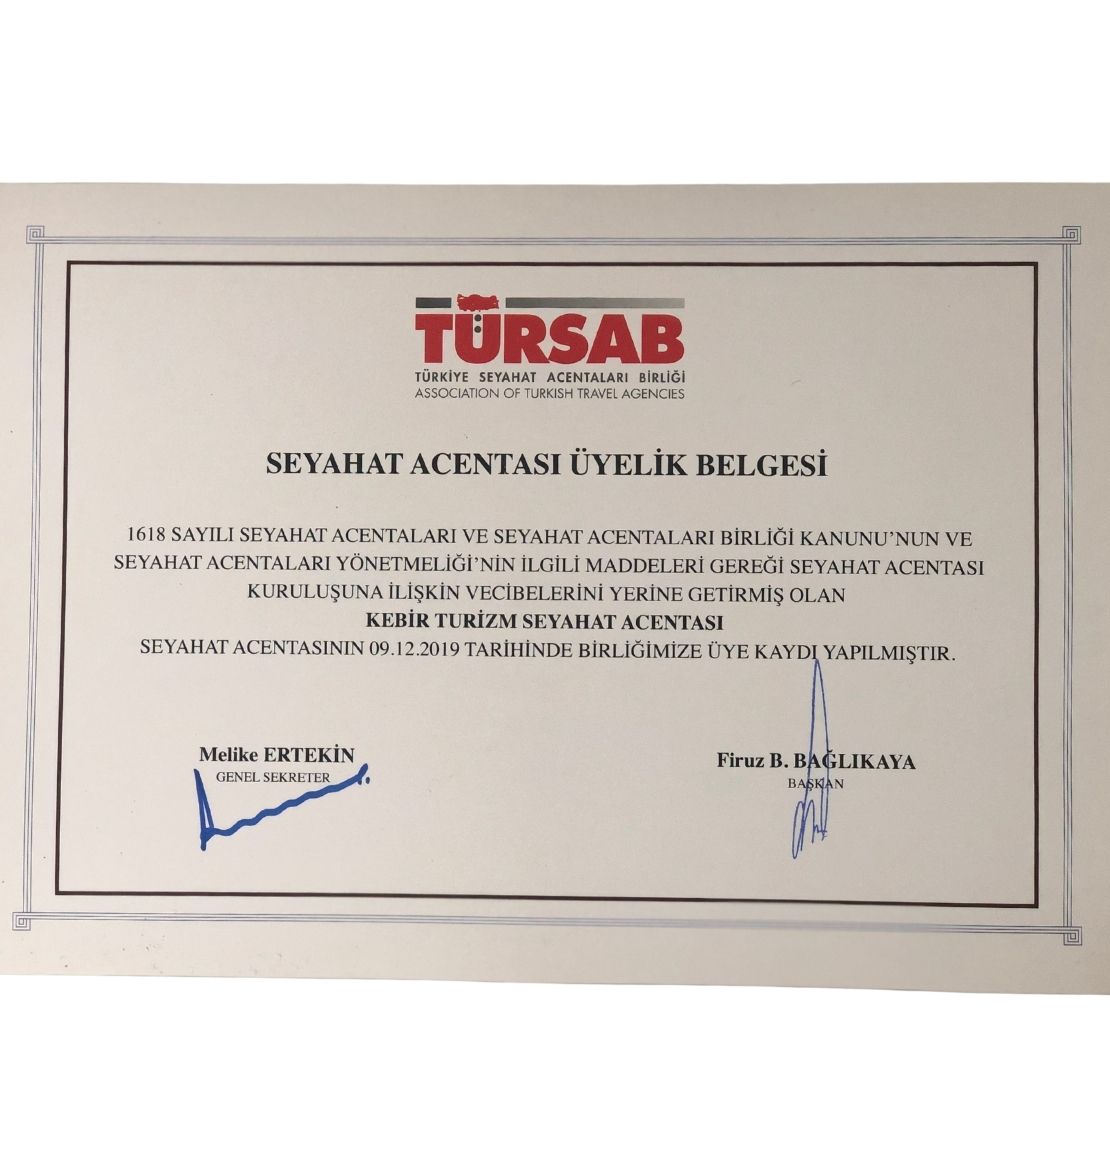 TÜRSAB
TÜRKİYE SEYAHAT ACENTALARI BİRLİĞİ
ASSOCIATION OF TURKISH TRAVEL AGENCIES
SEYAHAT ACENTASI ÜYELİK BELGESİ
1618 SAYILI SEYAHAT ACENTALARI VE SEYAHAT ACENTALARI BİRLİĞİ KANUNU'NUN VE
SEYAHAT ACENTALARI YÖNETMELİĞİ'NİN İLGİLİ MADDELERİ GEREĞİ SEYAHAT ACENTASI
KURULUŞUNA İLİŞKİN VECİBELERİNİ YERİNE GETİRMİŞ OLAN
KEBİR TURİZM SEYAHAT ACENTASI
SEYAHAT ACENTASININ 09.12.2019 TARİHİNDE BİRLİĞİMİZE ÜYE KAYDI YAPILMIŞTIR.
Melike ERTEKİN
GENEL SEKRETER
Firuz B. BAĞLIKAYA
BAŞKAN